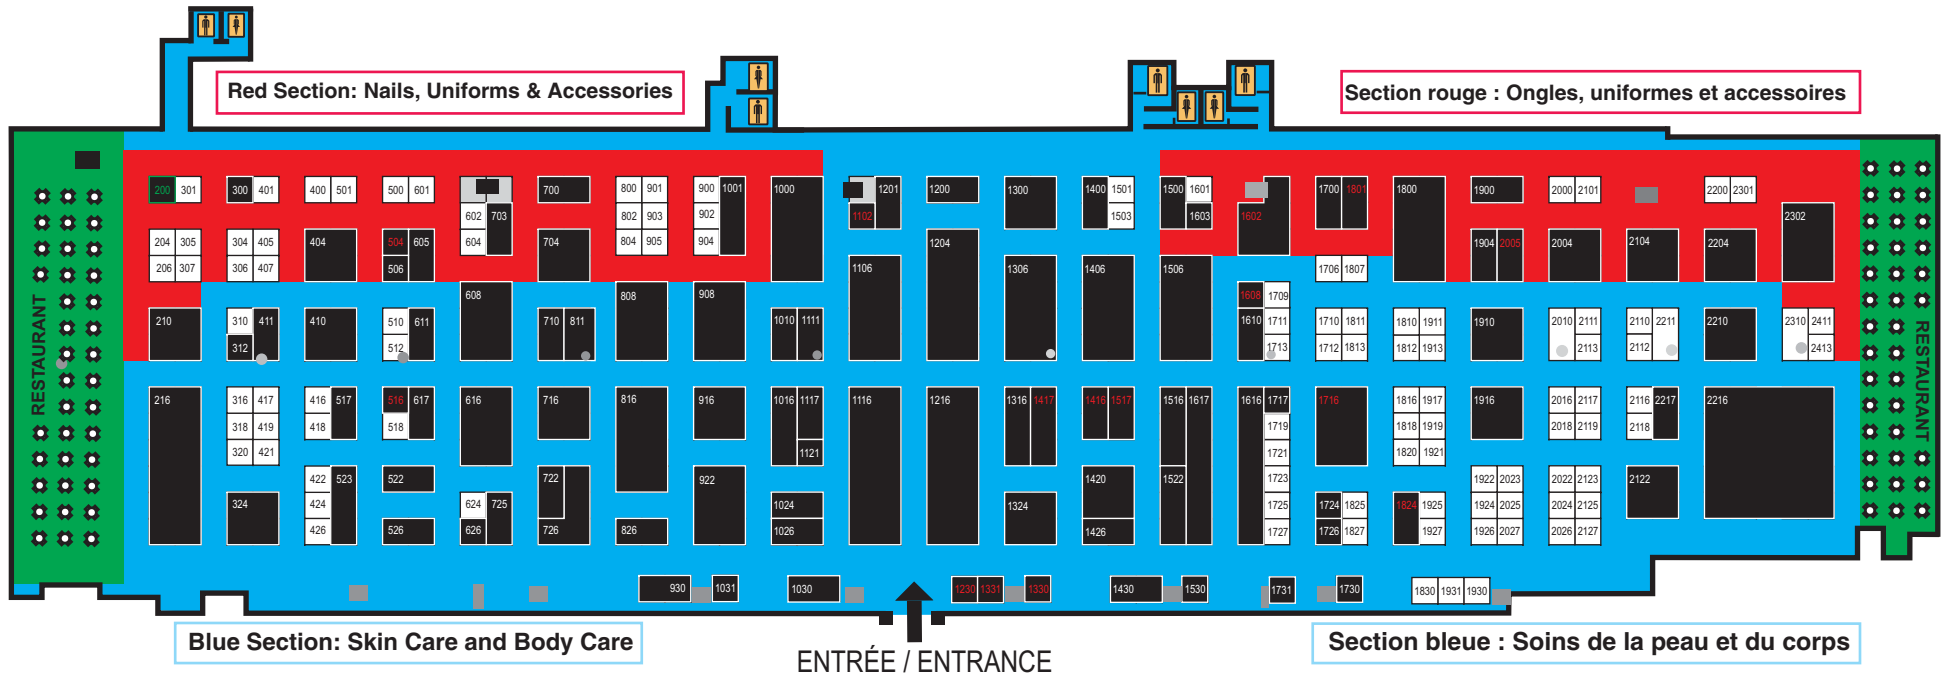 Red Section: Nails, Uniforms & Accessories
Section rouge : Ongles, uniformes et accessoires
200 301 300 401 400 501 500 601 700 800 901 900 1001 1000 1201 1200 1300 1400 1501 1500 1601 1700 1801 1800 1900 2000 2101 2200 2301
602 703 802 903 902 1102 1503 1603 1602 2302
204 305 304 405 404 504 605 604 704 804 905 904 1204 1904 2005 2004 2104 2204
206 307 306 407 506 1106 1306 1406 1506 1706 1807
608 808 908 1608 1709
210 310 411 410 510 611 710 811 1010 1111 1610 1711 1710 1811 1810 1911 1910 2010 2111 2110 2211 2210 2310 2411
312 512 1713 1712 1813 1812 1913 2113 2112 2413
RESTAURANT
RESTAURANT
216 316 417 416 517 516 617 616 716 816 916 1016 1117 1116 1216 1316 1417 1416 1517 1516 1617 1616 1717 1716 1816 1917 1916 2016 2117 2116 2217 2216
318 419 418 518 1719 1818 1919 2018 2119 2118
320 421 1121 1721 1820 1921
422 523 522 722 922 1420 1522 1723 1922 2023 2022 2123 2122
324 424 624 725 1024 1324 1724 1825 1725 1824 1925 1924 2025 2024 2125
426 526 626 726 826 1026 1426 1727 1726 1827 1927 1926 2027 2026 2127
930 1031 1030 1230 1331 1330 1430 1530 1731 1730 1830 1931 1930
Blue Section: Skin Care and Body Care
Section bleue : Soins de la peau et du corps
ENTRÉE / ENTRANCE